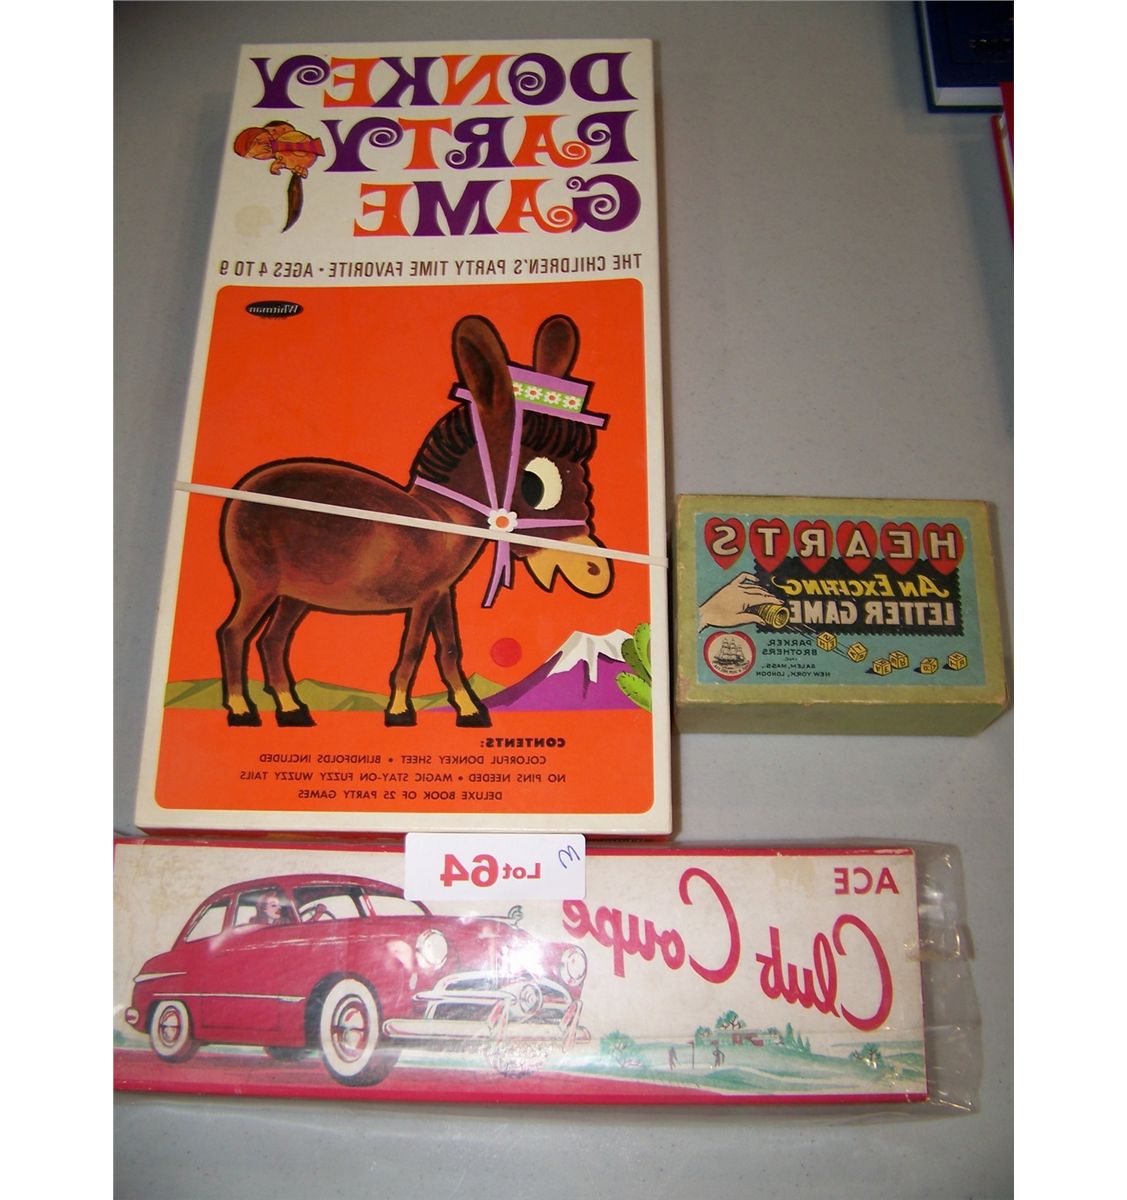 DONKEY
PARTY
GAME
THE CHILDREN'S PARTY TIME FAVORITE • AGES 4 TO 9
Whitman
CONTENTS:
COLORFUL DONKEY SHEET • BLINDFOLDS INCLUDED
NO PINS NEEDED • MAGIC STAY-ON FUZZY WUZZY TAILS
DELUXE BOOK OF 25 PARTY GAMES
HEARTS
AN EXCITING
LETTER GAME
PARKER
BROTHERS
INC.
SALEM, MASS.
NEW YORK, LONDON
Lot 64
ACE
Club Coupe